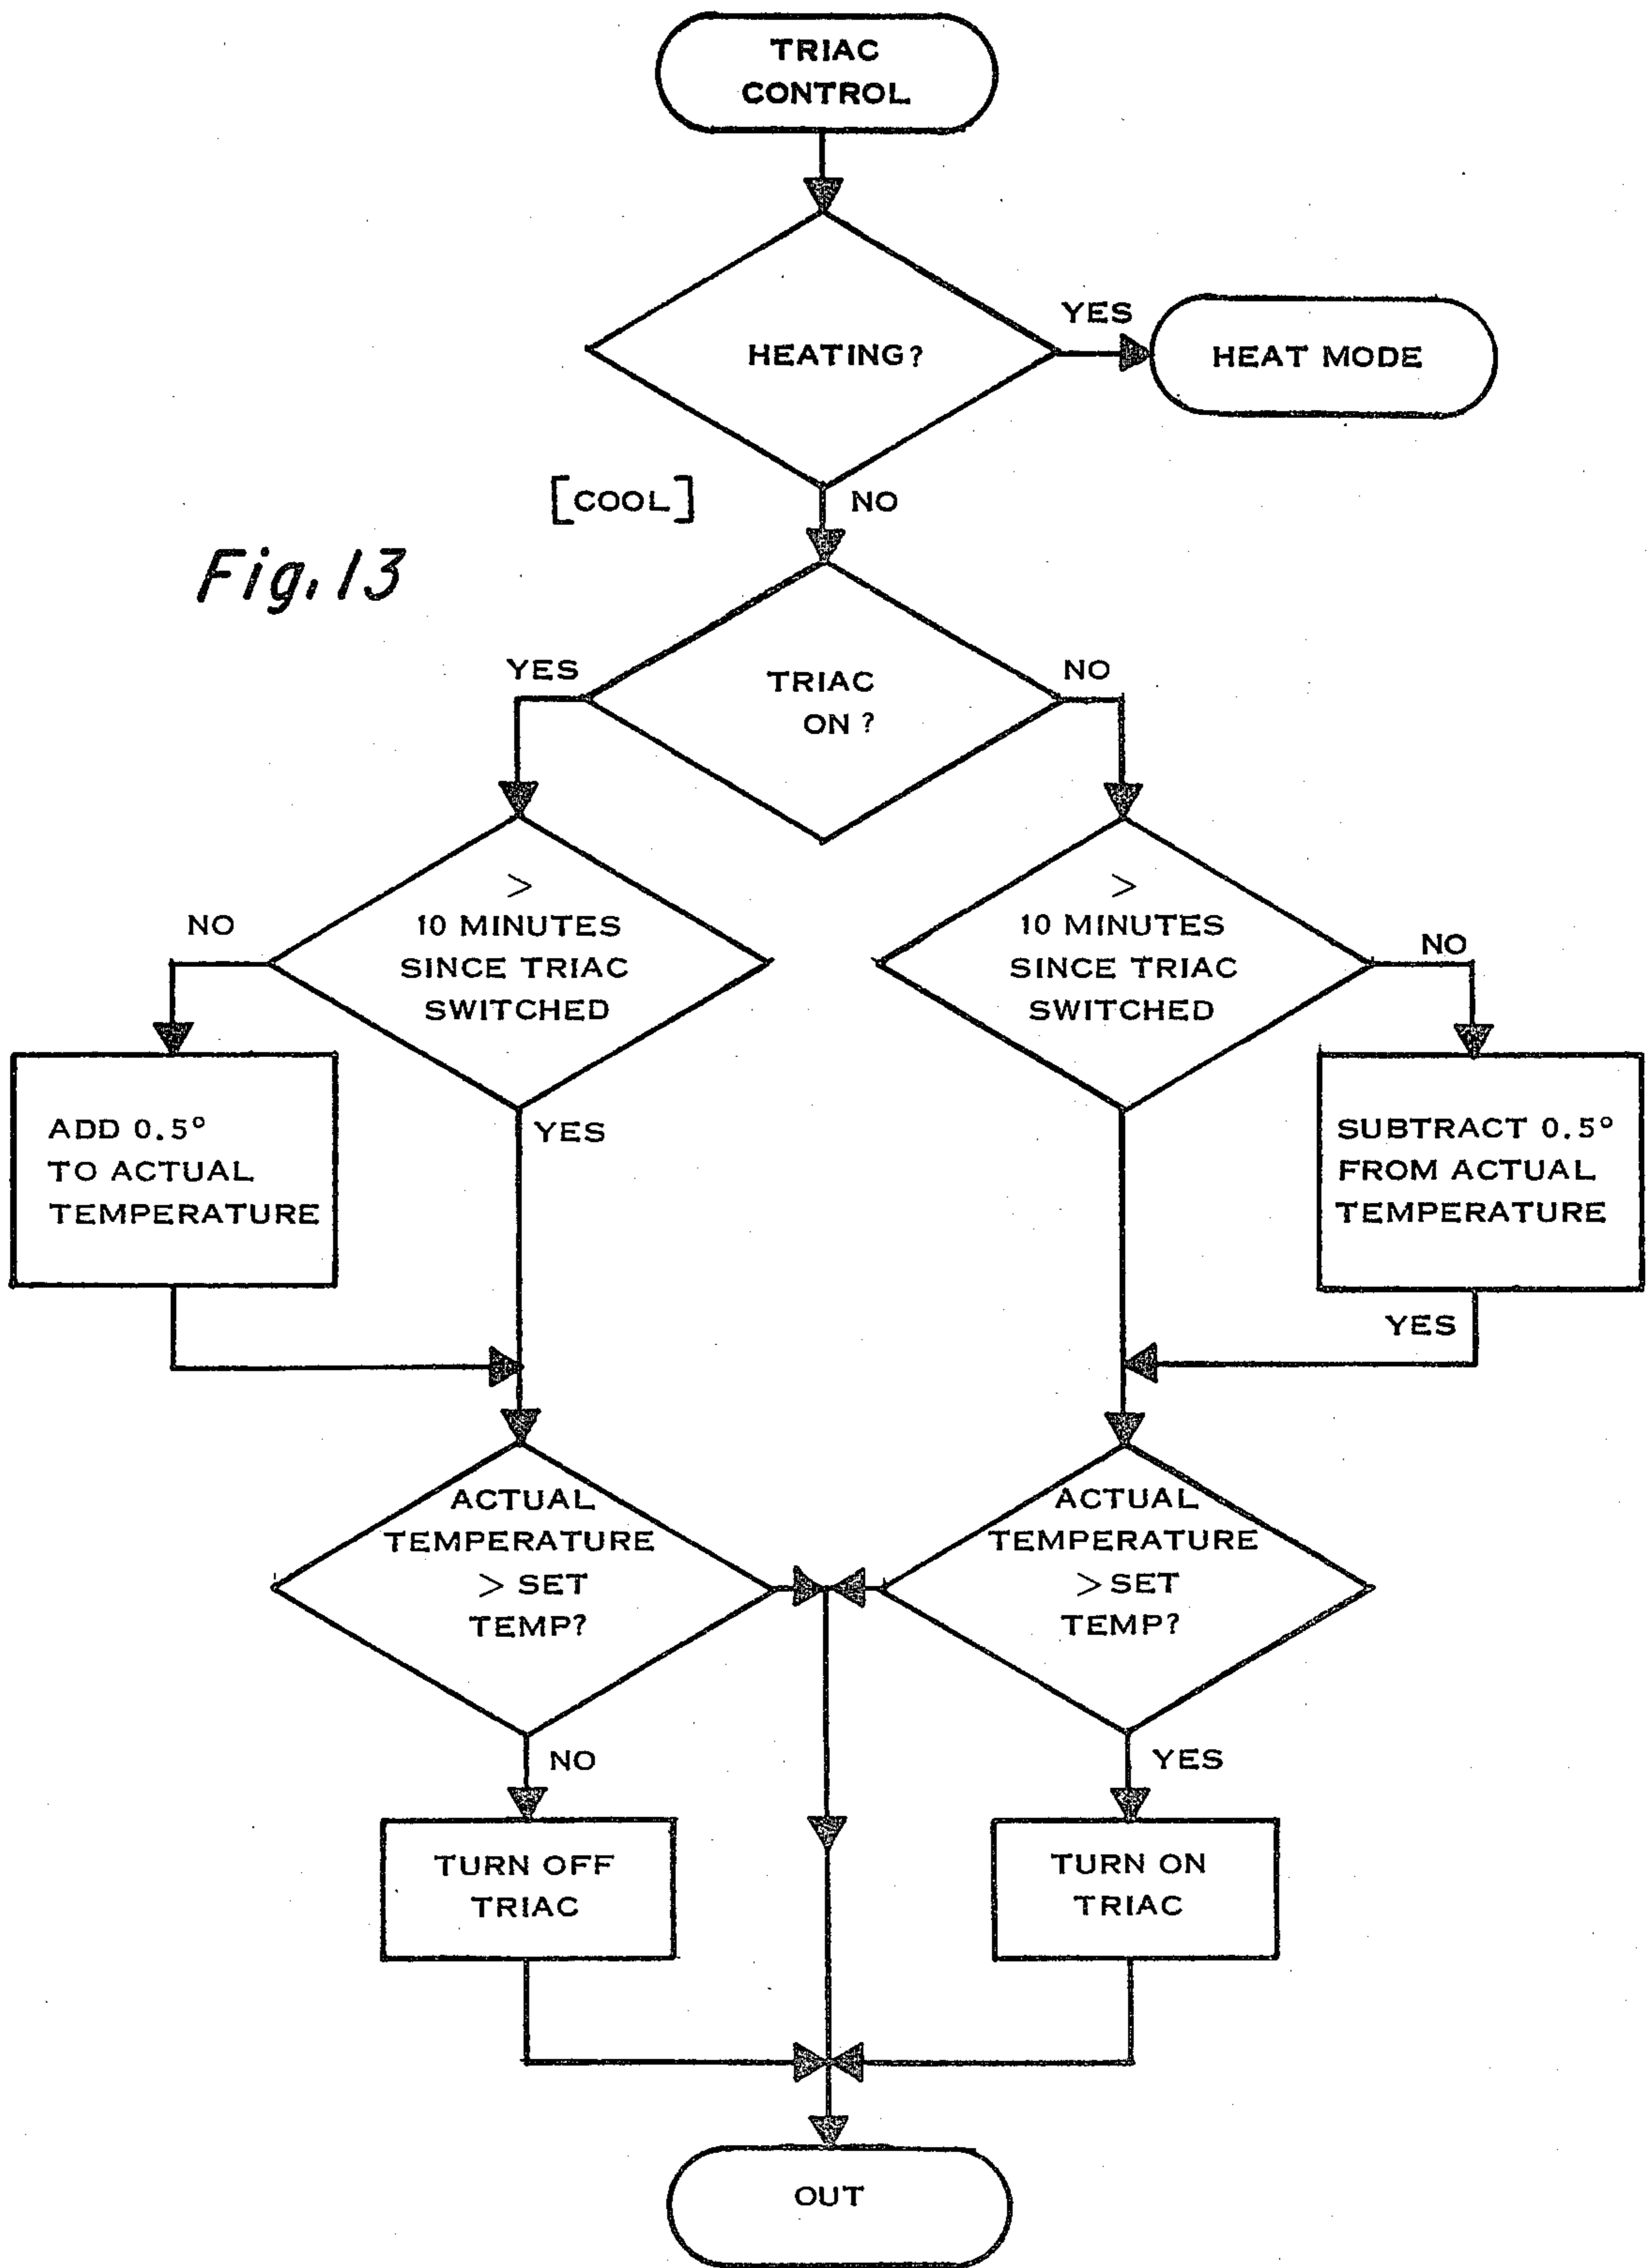 TRIAC
CONTROL
HEATING?
YES
HEAT MODE
[COOL]
NO
Fig. 13
YES
TRIAC
ON ?
NO
NO
>
10 MINUTES
SINCE TRIAC
SWITCHED
>
10 MINUTES
SINCE TRIAC
SWITCHED
NO
ADD 0.5°
TO ACTUAL
TEMPERATURE
YES
SUBTRACT 0.5°
FROM ACTUAL
TEMPERATURE
YES
ACTUAL
TEMPERATURE
> SET
TEMP?
ACTUAL
TEMPERATURE
> SET
TEMP?
NO
YES
TURN OFF
TRIAC
TURN ON
TRIAC
OUT